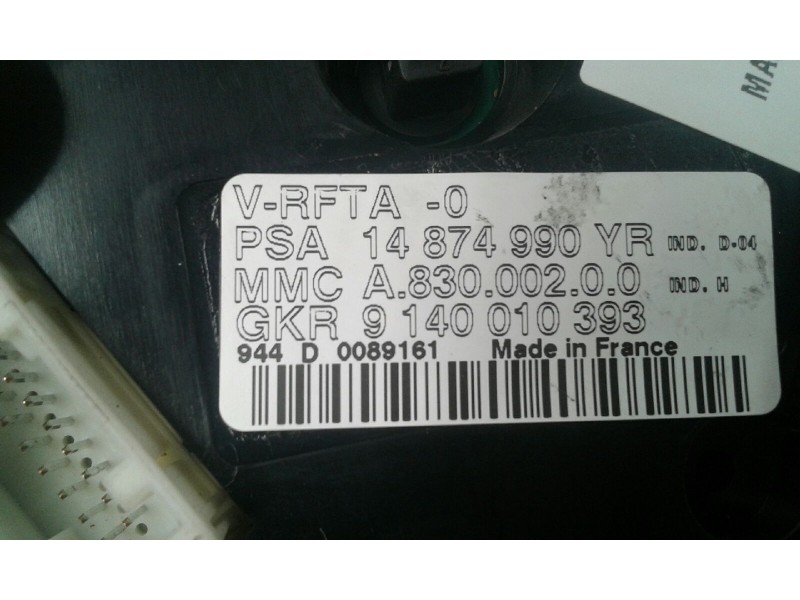 MA
V-RFTA -0
PSA 14 874 990 YR IND. D-04
MMC A.830.002.0.0 IND. H
GKR 9 140 010 393
944 D 0089161 Made in France